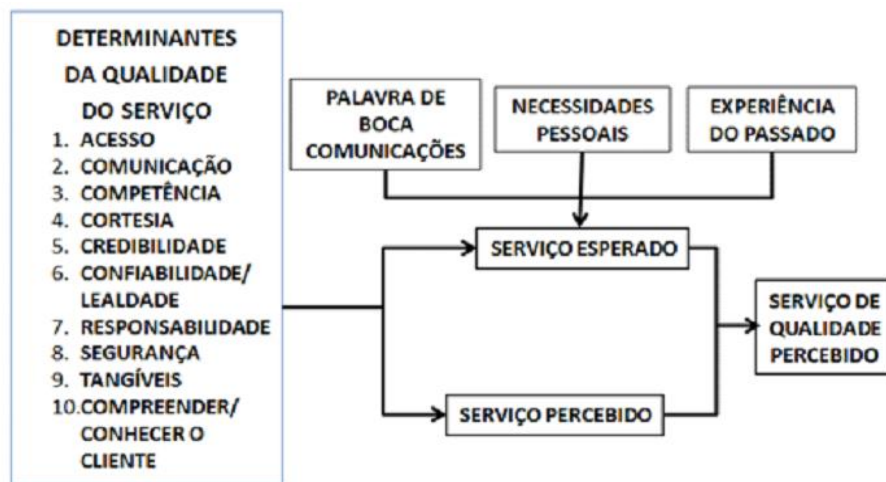 DETERMINANTES
DA QUALIDADE
DO SERVIÇO
1. ACESSO
2. COMUNICAÇÃO
3. COMPETÊNCIA
4. CORTESIA
5. CREDIBILIDADE
6. CONFIABILIDADE/
LEALDADE
7. RESPONSABILIDADE
8. SEGURANÇA
9. TANGÍVEIS
10.COMPREENDER/
CONHECER O
CLIENTE
PALAVRA DE
BOCA
COMUNICAÇÕES
NECESSIDADES
PESSOAIS
EXPERIÊNCIA
DO PASSADO
SERVIÇO ESPERADO
SERVIÇO PERCEBIDO
SERVIÇO DE
QUALIDADE
PERCEBIDO